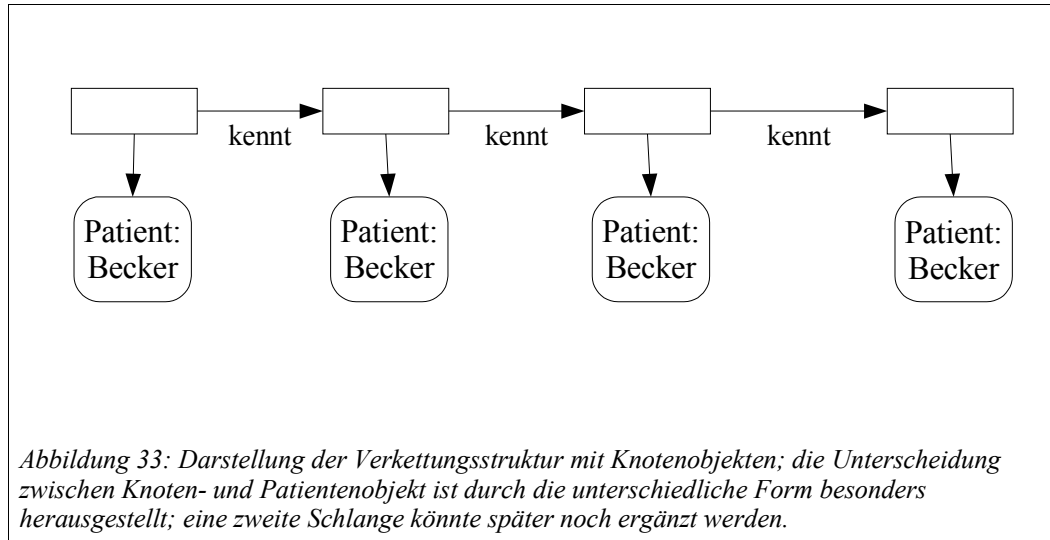 kennt
kennt
kennt
Patient:
Becker
Patient:
Becker
Patient:
Becker
Patient:
Becker
Abbildung 33: Darstellung der Verkettungsstruktur mit Knotenobjekten; die Unterscheidung
zwischen Knoten- und Patientenobjekt ist durch die unterschiedliche Form besonders
herausgestellt; eine zweite Schlange könnte später noch ergänzt werden.